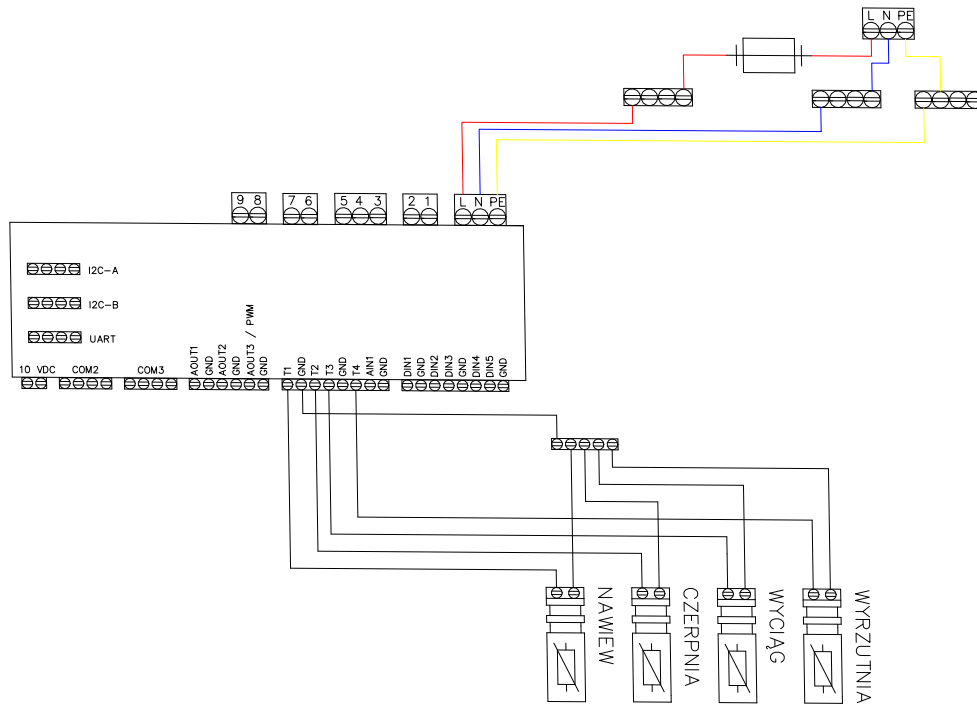 L N PE
9 8 7 6 5 4 3 2 1 L N PE
I2C-A
I2C-B
UART
10 VDC COM2 COM3
AOUT1 GND AOUT2 GND AOUT3 / PWM GND
T1 GND T2 T3 GND T4 AIN1 GND
DIN1 GND DIN2 DIN3 GND DIN4 DIN5 GND
NAWIEW
CZERPNIA
WYCIĄG
WYRZUTNIA